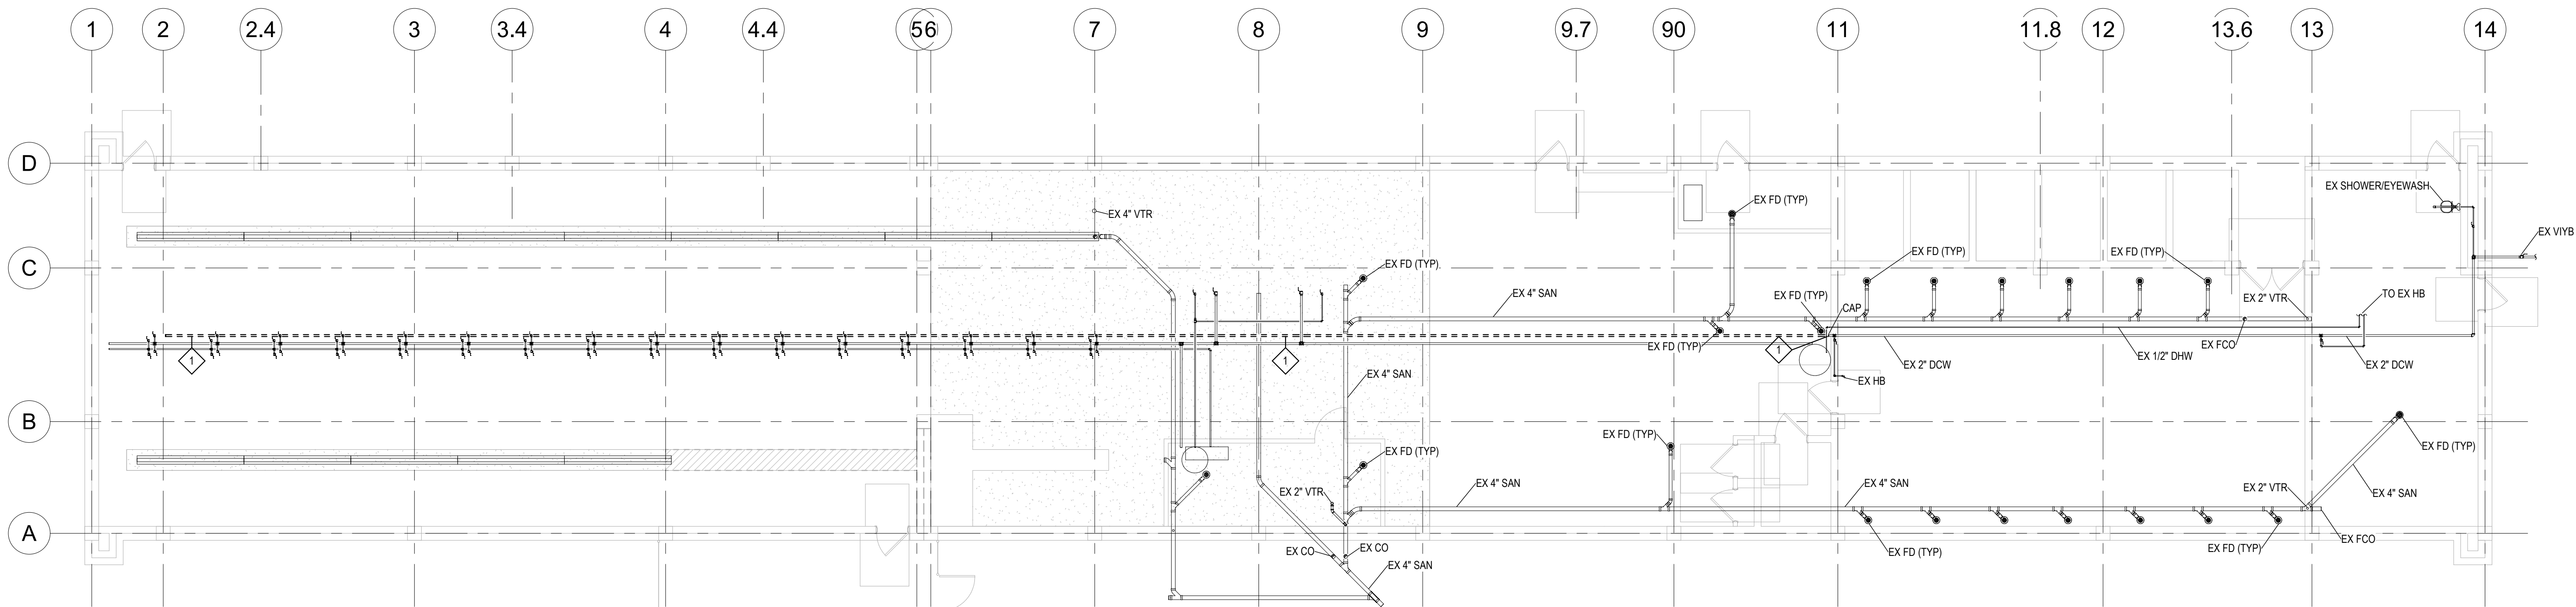 1
2
2.4
3
3.4
4
4.4
5
6
7
8
9
9.7
90
11
11.8
12
13.6
13
14
D
C
B
A
EX 4" VTR
EX FD (TYP)
EX SHOWER/EYEWASH
EX VIYB
EX FD (TYP)
EX FD (TYP)
EX FD (TYP)
EX 4" SAN
EX FD (TYP)
CAP
EX 2" VTR
TO EX HB
EX FD (TYP)
EX FCO
EX 1/2" DHW
EX 2" DCW
EX 2" DCW
1
1
1
EX 4" SAN
EX HB
EX FD (TYP)
EX FD (TYP)
EX FD (TYP)
EX 2" VTR
EX 4" SAN
EX 4" SAN
EX 2" VTR
EX 4" SAN
EX CO
EX CO
EX FD (TYP)
EX FD (TYP)
EX FCO
EX 4" SAN